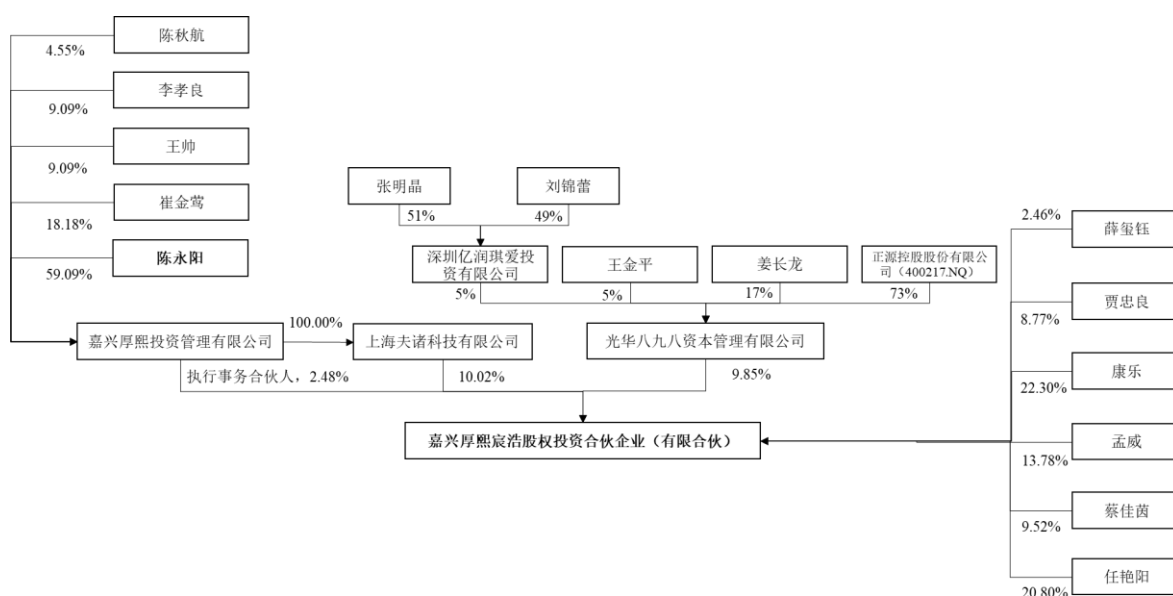 陈秋航
4.55%
李孝良
9.09%
王帅
9.09%
崔金莺
18.18%
陈永阳
59.09%
张明晶
51%
刘锦蕾
49%
深圳亿润琪爱投
资有限公司
5%
王金平
5%
姜长龙
17%
正源控股股份有限公
司（400217.NQ）
73%
嘉兴厚熙投资管理有限公司
100.00%
上海夫诸科技有限公司
光华八九八资本管理有限公司
执行事务合伙人，2.48%
10.02%
9.85%
嘉兴厚熙宸浩股权投资合伙企业（有限合伙）
2.46%
薛玺钰
8.77%
贾忠良
22.30%
康乐
13.78%
孟威
9.52%
蔡佳茵
20.80%
任艳阳